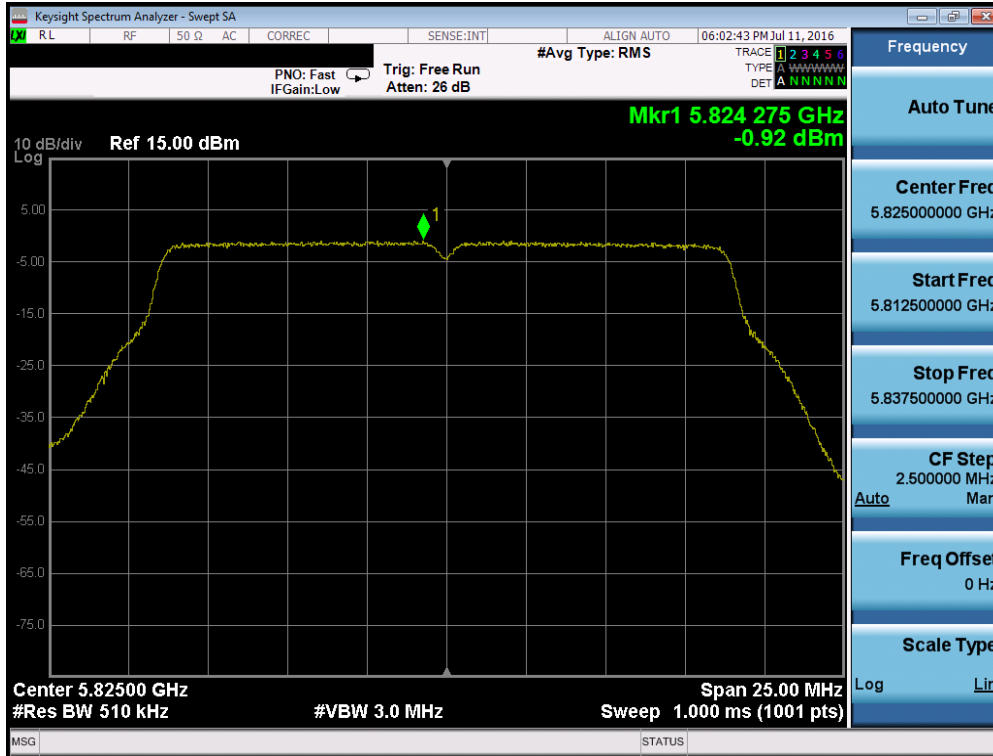 Keysight Spectrum Analyzer - Swept SA
LXI RL RF 50 Ω AC CORREC SENSE:INT ALIGN AUTO 06:02:43 PM Jul 11, 2016
PNO: Fast
IFGain:Low
Trig: Free Run
Atten: 26 dB
#Avg Type: RMS
TRACE 1 2 3 4 5 6
TYPE A WWWWW
DET A N N N N N
Mkr1 5.824 275 GHz
-0.92 dBm
10 dB/div Ref 15.00 dBm
Log
1
5.00
-5.00
-15.0
-25.0
-35.0
-45.0
-55.0
-65.0
-75.0
Center 5.82500 GHz Span 25.00 MHz
#Res BW 510 kHz #VBW 3.0 MHz Sweep 1.000 ms (1001 pts)
MSG STATUS
Frequency
Auto Tune
Center Freq
5.825000000 GHz
Start Freq
5.812500000 GHz
Stop Freq
5.837500000 GHz
CF Step
2.500000 MHz
Auto Man
Freq Offset
0 Hz
Scale Type
Log Lin